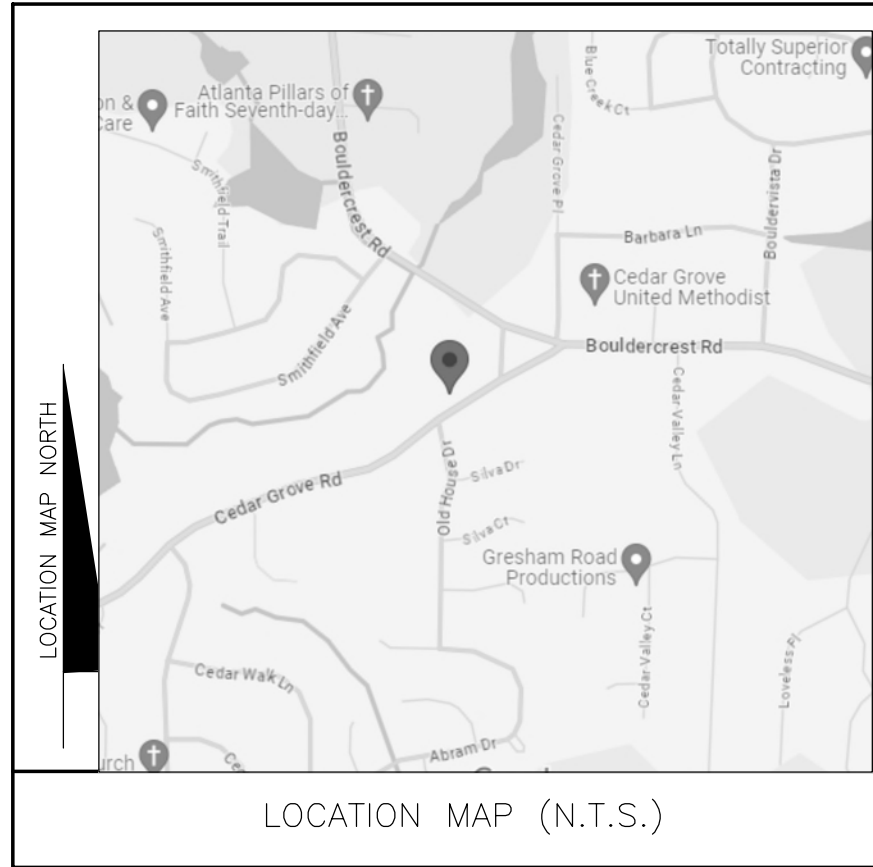 Atlanta Pillars of
Faith Seventh-day...
on &
Care
Totally Superior
Contracting
Blue Creek Ct
Cedar Grove Pl
Bouldercrest Rd
Bouldervista Dr
Smithfield Trail
Smithfield Ave
Barbara Ln
Cedar Grove
United Methodist
Smithfield Ave
Bouldercrest Rd
Cedar Valley Ln
Old House Dr
Silva Dr
Cedar Grove Rd
Silva Ct
Gresham Road
Productions
Cedar Valley Ct
Loveless Pl
Cedar Walk Ln
Abram Dr
urch
LOCATION MAP NORTH
LOCATION MAP (N.T.S.)